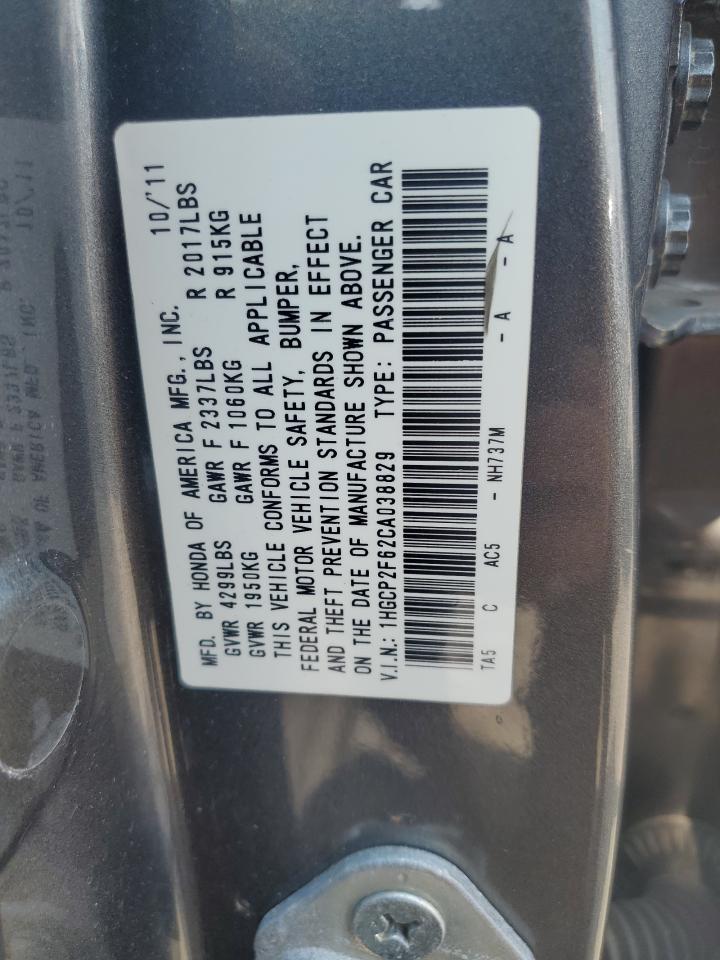 MFD. BY HONDA OF AMERICA MFG., INC. 10/'11
GVWR 4299LBS GAWR F 2337LBS R 2017LBS
GVWR 1950KG GAWR F 1060KG R 915KG
THIS VEHICLE CONFORMS TO ALL APPLICABLE
FEDERAL MOTOR VEHICLE SAFETY, BUMPER,
AND THEFT PREVENTION STANDARDS IN EFFECT
ON THE DATE OF MANUFACTURE SHOWN ABOVE.
V.I.N.: 1HGCP2F62CA038829 TYPE: PASSENGER CAR
TA5 C AC5 - NH737M - A - A